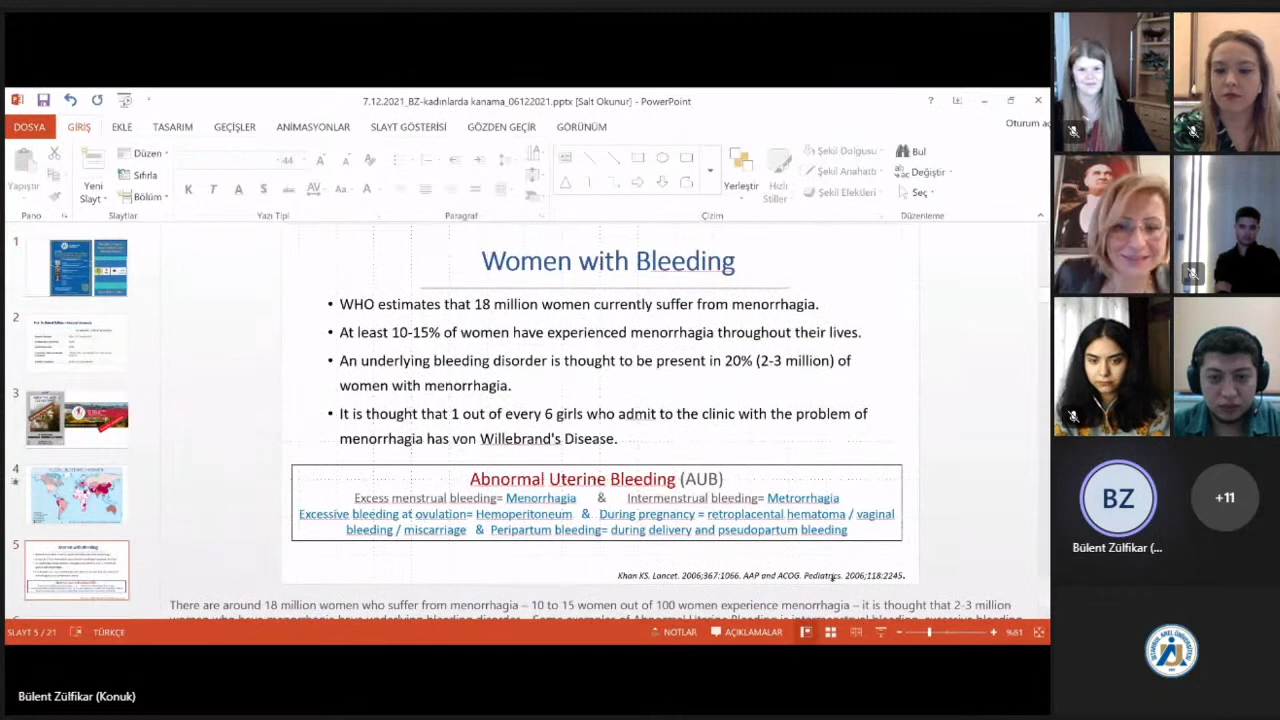 7.12.2021_BZ-kadınlarda kanama_06122021.pptx [Salt Okunur] - PowerPoint
DOSYA GİRİŞ EKLE TASARIM GEÇİŞLER ANİMASYONLAR SLAYT GÖSTERİSİ GÖZDEN GEÇİR GÖRÜNÜM
Oturum aç
Yapıştır
Yeni
Slayt
Düzen
Sıfırla
Bölüm
44
Yerleştir
Hızlı
Stiller
Şekil Dolgusu
Şekil Anahattı
Şekil Efektleri
Bul
Değiştir
Seç
Pano Slaytlar Yazı Tipi Paragraf Çizim Düzenleme
1
2
3
4
5
Women with Bleeding
• WHO estimates that 18 million women currently suffer from menorrhagia.
• At least 10-15% of women have experienced menorrhagia throughout their lives.
• An underlying bleeding disorder is thought to be present in 20% (2-3 million) of
women with menorrhagia.
• It is thought that 1 out of every 6 girls who admit to the clinic with the problem of
menorrhagia has von Willebrand's Disease.
Abnormal Uterine Bleeding (AUB)
Excess menstrual bleeding= Menorrhagia & Intermenstrual bleeding= Metrorrhagia
Excessive bleeding at ovulation= Hemoperitoneum & During pregnancy = retroplacental hematoma / vaginal
bleeding / miscarriage & Peripartum bleeding= during delivery and pseudopartum bleeding
Khan KS. Lancet. 2006;367:1066. AAP and ACOG. Pediatrics. 2006;118:2245.
There are around 18 million women who suffer from menorrhagia – 10 to 15 women out of 100 women experience menorrhagia – it is thought that 2-3 million
SLAYT 5 / 21 TÜRKÇE NOTLAR AÇIKLAMALAR %61
BZ
+11
Bülent Zülfikar (...
Bülent Zülfikar (Konuk)